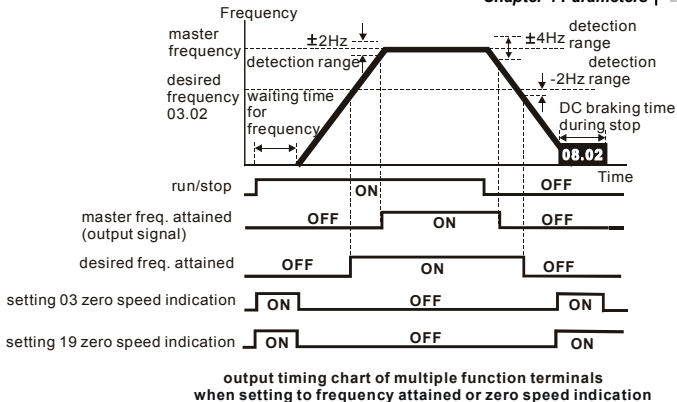 Chapter 4 Parameters |
Frequency
master
frequency
±2Hz
detection range
±4Hz
detection
range
desired
frequency
03.02
waiting time
for
frequency
detection
-2Hz range
DC braking time
during stop
08.02
Time
run/stop
ON
OFF
master freq. attained
(output signal)
OFF
ON
OFF
desired freq. attained
OFF
ON
OFF
setting 03 zero speed indication
ON
OFF
ON
setting 19 zero speed indication
ON
OFF
ON
output timing chart of multiple function terminals
when setting to frequency attained or zero speed indication